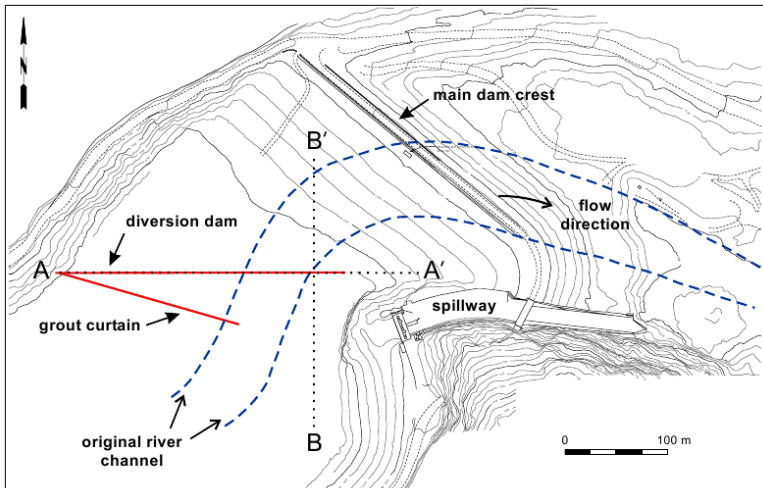 N
main dam crest
B'
flow
direction
diversion dam
A
A'
grout curtain
spillway
original river
channel
B
0
100 m